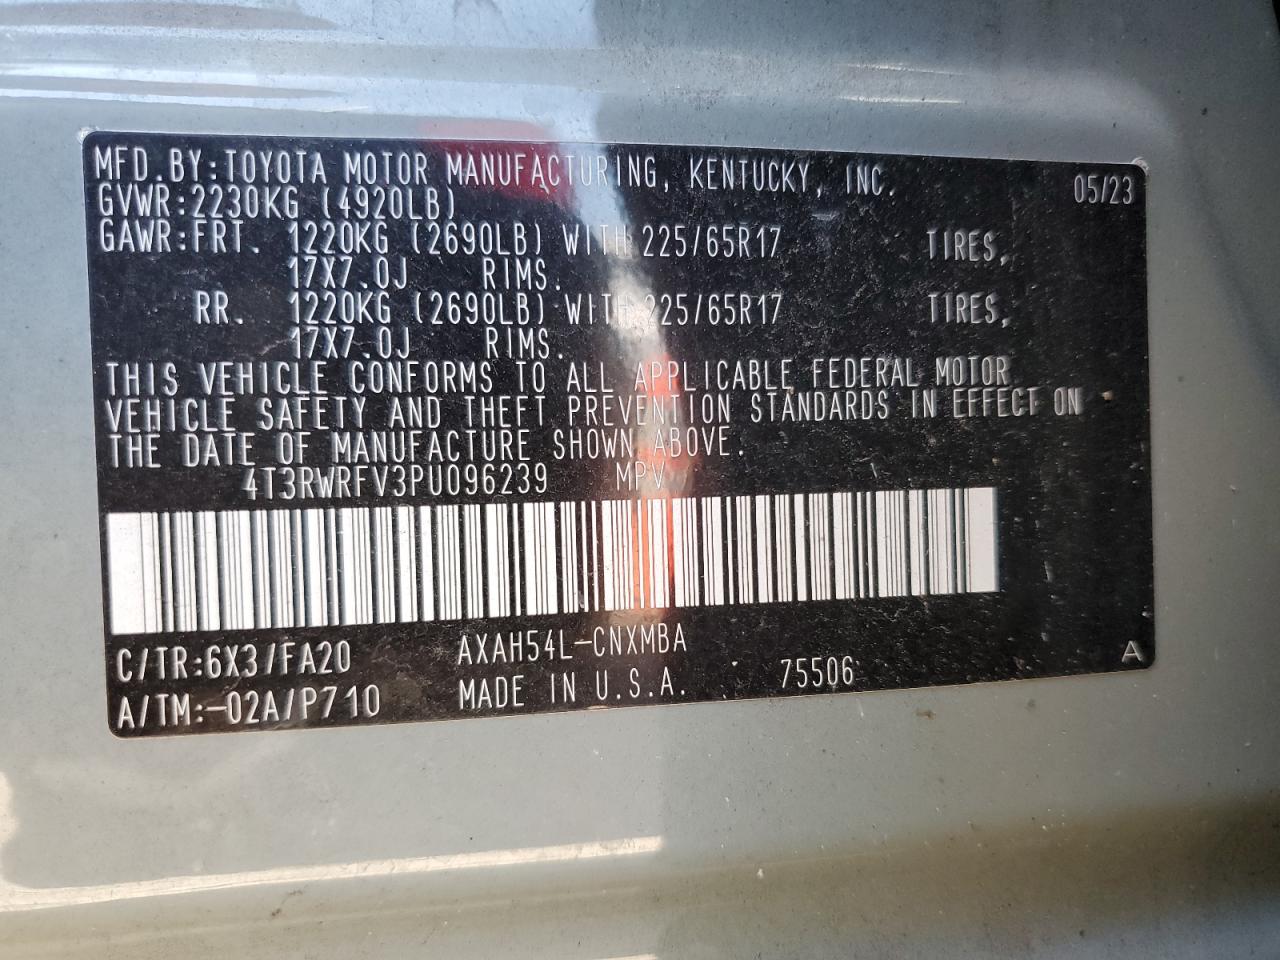 MFD.BY:TOYOTA MOTOR MANUFACTURING, KENTUCKY, INC. 05/23
GVWR:2230KG (4920LB)
GAWR:FRT. 1220KG (2690LB) WITH 225/65R17 TIRES,
17X7.0J RIMS.
RR. 1220KG (2690LB) WITH 225/65R17 TIRES,
17X7.0J RIMS.
THIS VEHICLE CONFORMS TO ALL APPLICABLE FEDERAL MOTOR
VEHICLE SAFETY AND THEFT PREVENTION STANDARDS IN EFFECT ON
THE DATE OF MANUFACTURE SHOWN ABOVE.
4T3RWRFV3PU096239 MPV
C/TR:6X3/FA20 AXAH54L-CNXMBA
A/TM:-02A/P710 MADE IN U.S.A. 75506 A